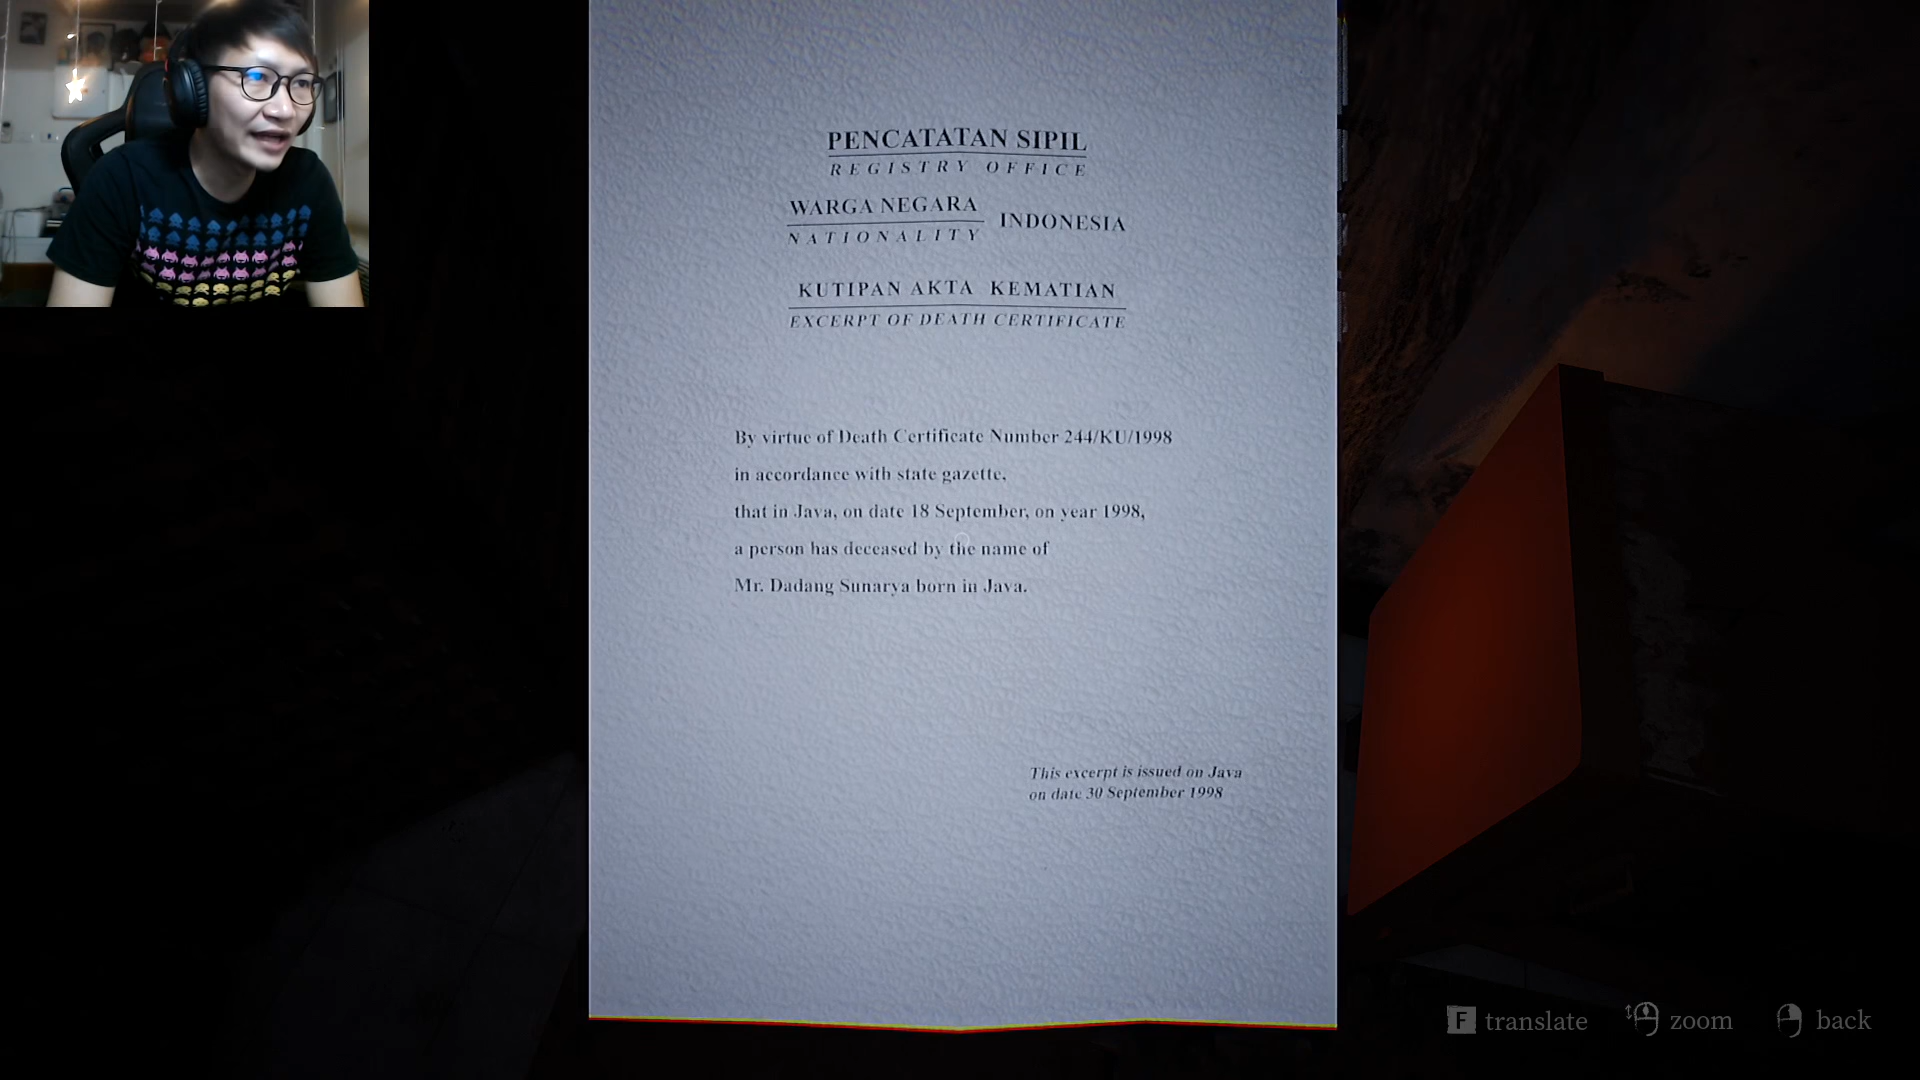 PENCATATAN SIPIL
REGISTRY OFFICE
WARGA NEGARA
NATIONALITY
INDONESIA
KUTIPAN AKTA KEMATIAN
EXCERPT OF DEATH CERTIFICATE
By virtue of Death Certificate Number 244/KU/1998
in accordance with state gazette,
that in Java, on date 18 September, on year 1998,
a person has deceased by the name of
Mr. Dadang Sunarya born in Java.
This excerpt is issued on Java
on date 30 September 1998
F translate zoom back